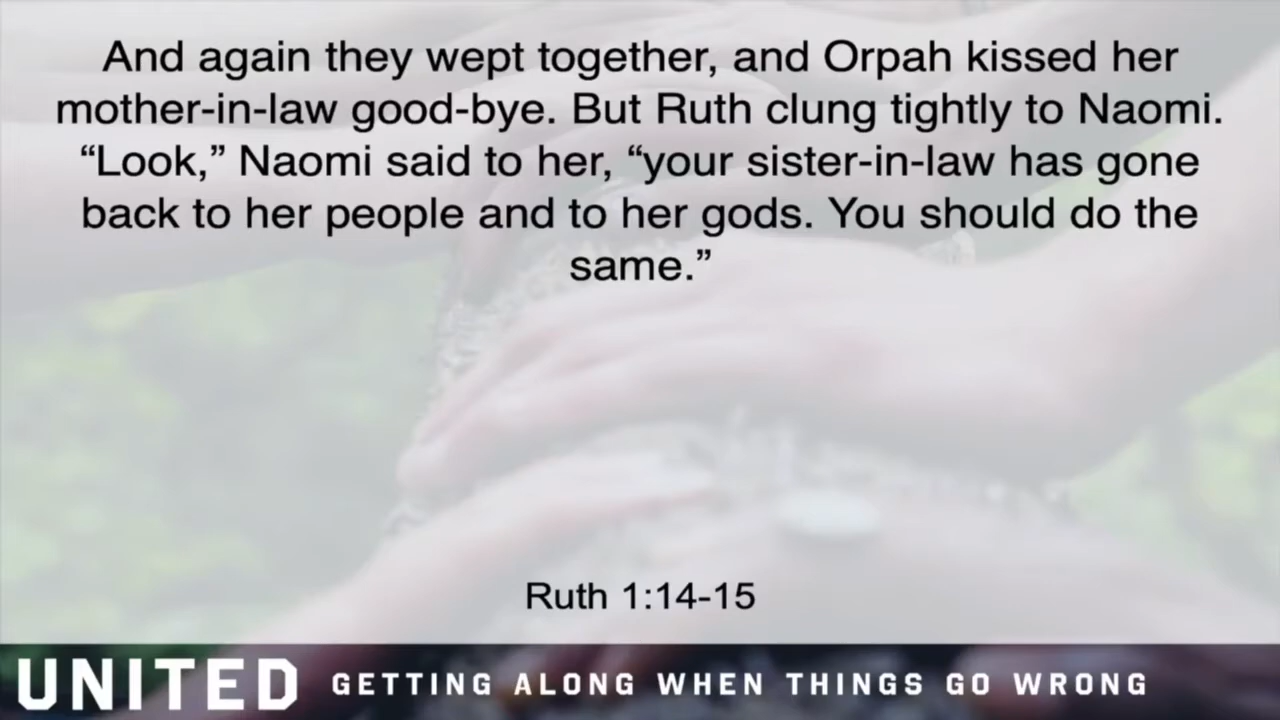 And again they wept together, and Orpah kissed her
mother-in-law good-bye. But Ruth clung tightly to Naomi.
“Look,” Naomi said to her, “your sister-in-law has gone
back to her people and to her gods. You should do the
same.”
Ruth 1:14-15
UNITED GETTING ALONG WHEN THINGS GO WRONG